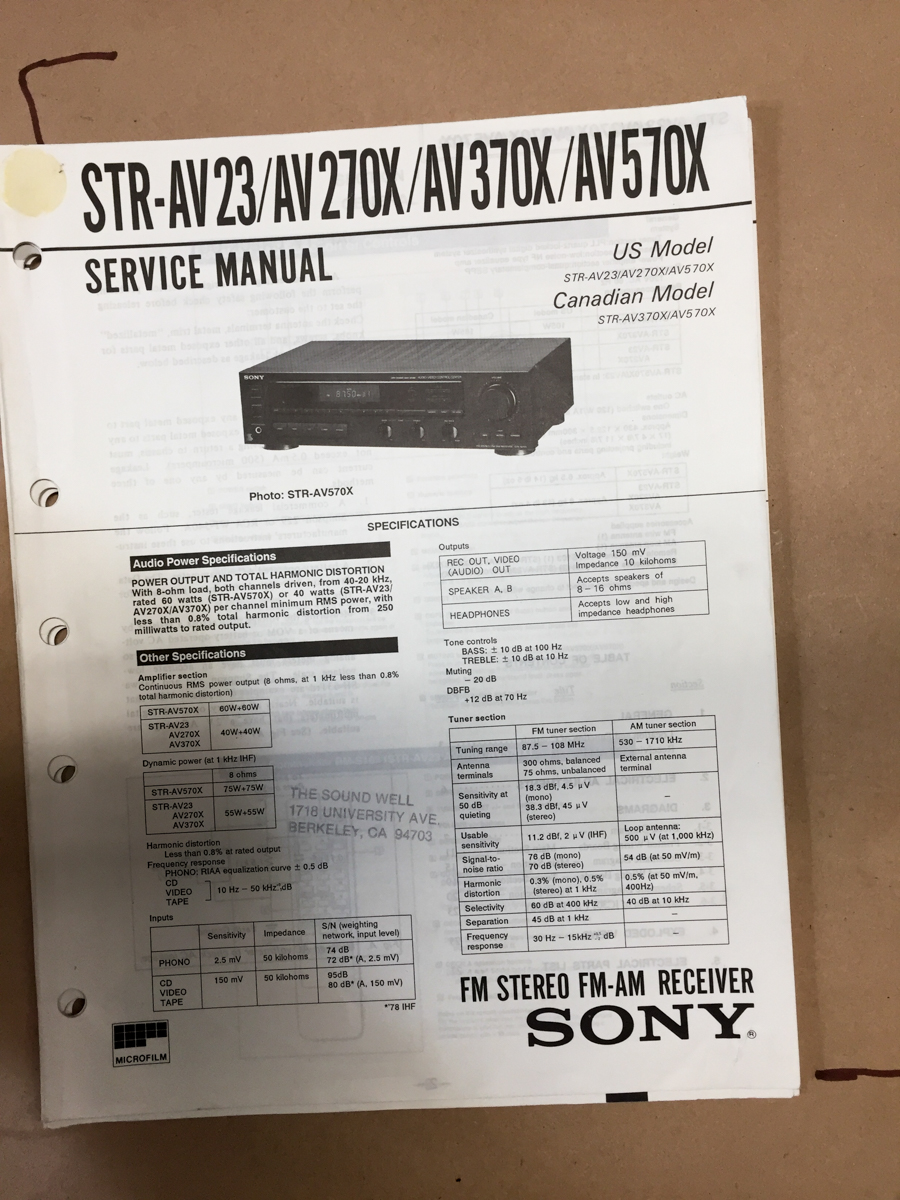 STR-AV23/AV270X/AV370X/AV570X
SERVICE MANUAL
US Model
STR-AV23/AV270X/AV570X
Canadian Model
STR-AV370X/AV570X
SONY
Photo: STR-AV570X
SPECIFICATIONS
Audio Power Specifications
POWER OUTPUT AND TOTAL HARMONIC DISTORTION
With 8-ohm load, both channels driven, from 40-20 kHz,
rated 60 watts (STR-AV570X) or 40 watts (STR-AV23/
AV270X/AV370X) per channel minimum RMS power, with
less than 0.8% total harmonic distortion from 250
milliwatts to rated output.
Other Specifications
Amplifier section
Continuous RMS power output (8 ohms, at 1 kHz less than 0.8%
total harmonic distortion)
STR-AV570X 60W+60W
STR-AV23
AV270X 40W+40W
AV370X
Dynamic power (at 1 kHz IHF)
8 ohms
STR-AV570X 75W+75W
STR-AV23
AV270X 55W+55W
AV370X
THE SOUND WELL
1718 UNIVERSITY AVE
BERKELEY, CA 94703
Harmonic distortion
Less than 0.8% at rated output
Frequency response
PHONO; RIAA equalization curve ± 0.5 dB
CD
VIDEO 10 Hz – 50 kHz dB
TAPE
Inputs
Sensitivity Impedance S/N (weighting
network, input level)
PHONO 2.5 mV 50 kilohoms 74 dB
72 dB* (A, 2.5 mV)
CD 150 mV 50 kilohoms 95dB
VIDEO 80 dB* (A, 150 mV)
TAPE
*'78 IHF
MICROFILM
Outputs
REC OUT, VIDEO Voltage 150 mV
(AUDIO) OUT Impedance 10 kilohoms
SPEAKER A, B Accepts speakers of
8 – 16 ohms
HEADPHONES Accepts low and high
impedance headphones
Tone controls
BASS: ± 10 dB at 100 Hz
TREBLE: ± 10 dB at 10 Hz
Muting
– 20 dB
DBFB
+12 dB at 70 Hz
Tuner section
FM tuner section AM tuner section
Tuning range 87.5 – 108 MHz 530 – 1710 kHz
Antenna 300 ohms, balanced External antenna
terminals 75 ohms, unbalanced terminal
Sensitivity at 18.3 dBf, 4.5 μV
50 dB (mono) –
quieting 38.3 dBf, 45 μV
(stereo)
Usable 11.2 dBf, 2 μV (IHF) Loop antenna:
sensitivity 500 μV (at 1,000 kHz)
Signal-to- 76 dB (mono) 54 dB (at 50 mV/m)
noise ratio 70 dB (stereo)
Harmonic 0.3% (mono), 0.5% 0.5% (at 50 mV/m,
distortion (stereo) at 1 kHz 400Hz)
Selectivity 60 dB at 400 kHz 40 dB at 10 kHz
Separation 45 dB at 1 kHz –
Frequency 30 Hz – 15kHz dB –
response
FM STEREO FM-AM RECEIVER
SONY®